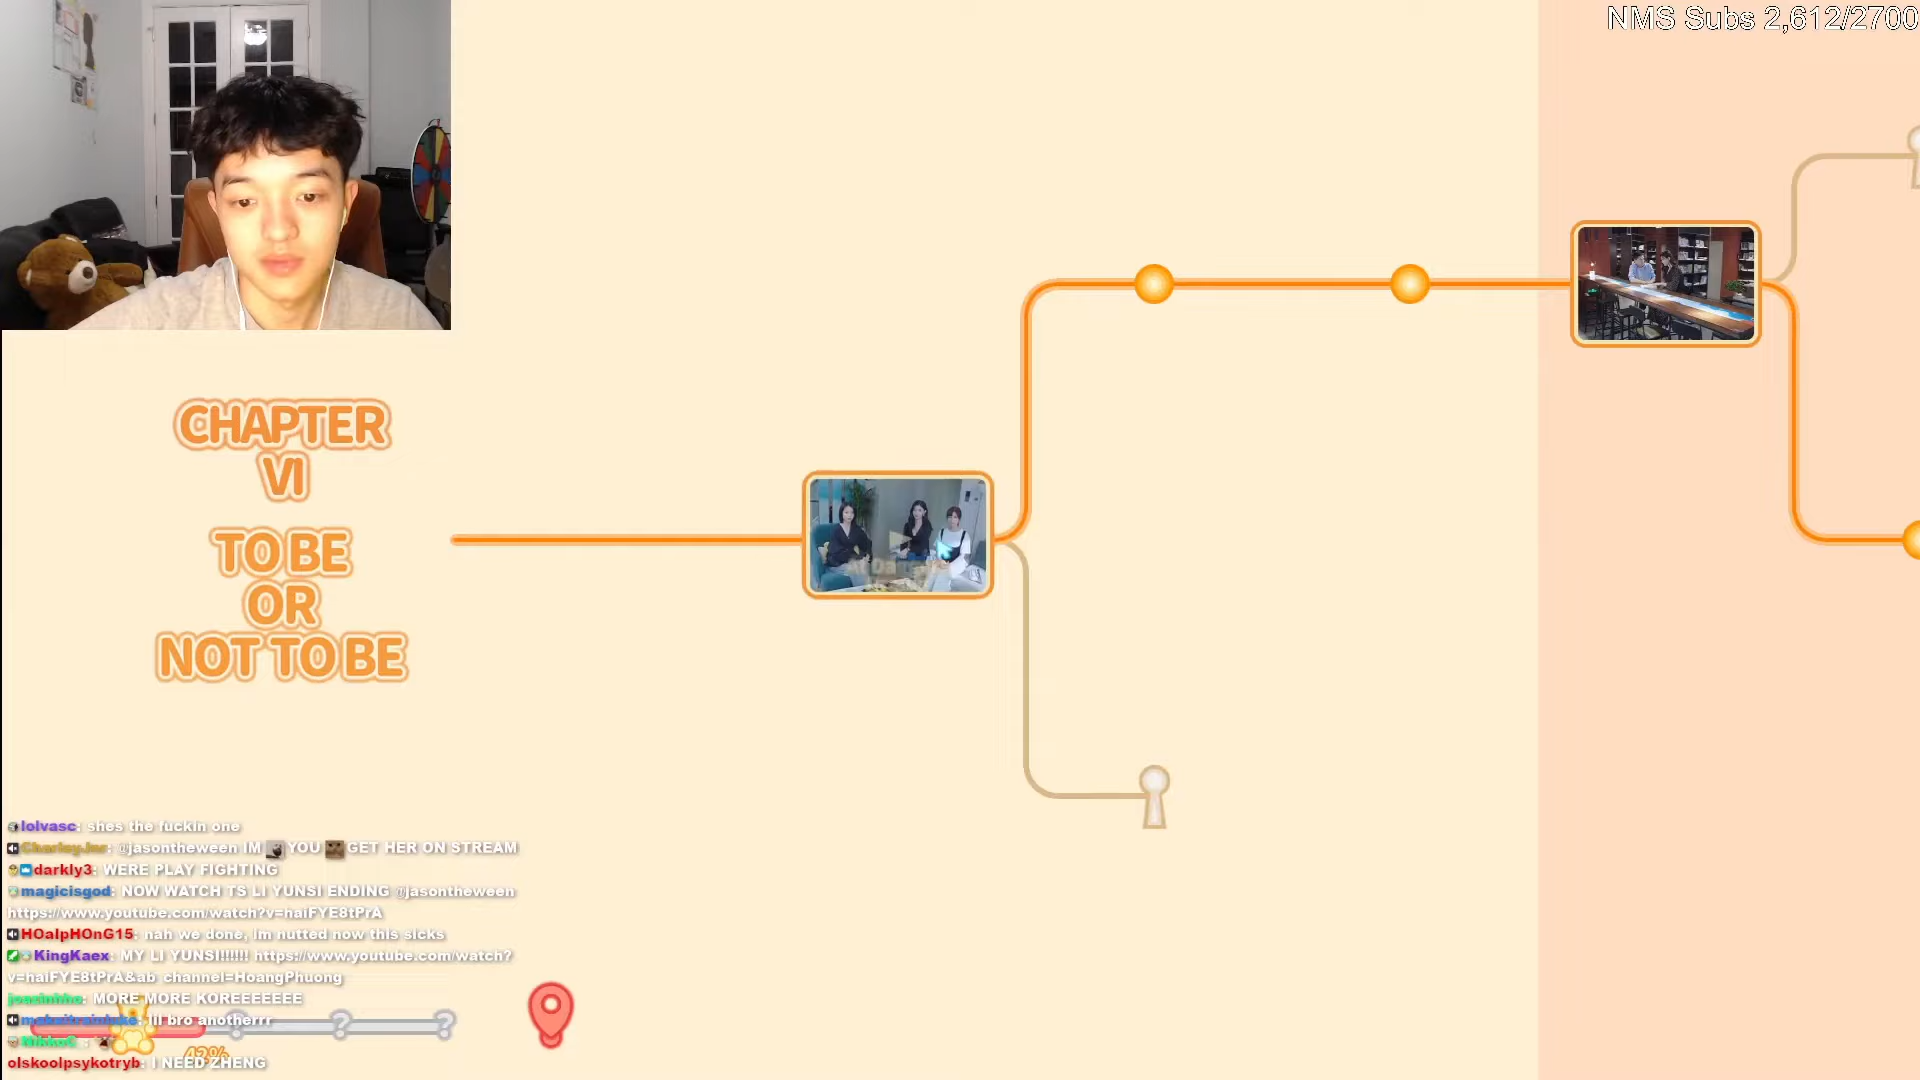 NMS Subs 2,612/2700
CHAPTER
VI
TO BE
OR
NOT TO BE
lolvasc: shes the fuckin one
: @jasontheween IM YOU GET HER ON STREAM
darkly3: WERE PLAY FIGHTING
magicisgod: NOW WATCH TS LI YUNSI ENDING @jasontheween
https://www.youtube.com/watch?v=haiFYE8tPrA
HOalpHOnG15: nah we done, im nutted now this sicks
KingKaex: MY LI YUNSI!!!!!! https://www.youtube.com/watch?
v=haiFYE8tPrA&ab_channel=HoangPhuong
: MORE MORE KOREEEEEEE
: lil bro anotherrr
42%
olskoolpsykotryb: I NEED ZHENG